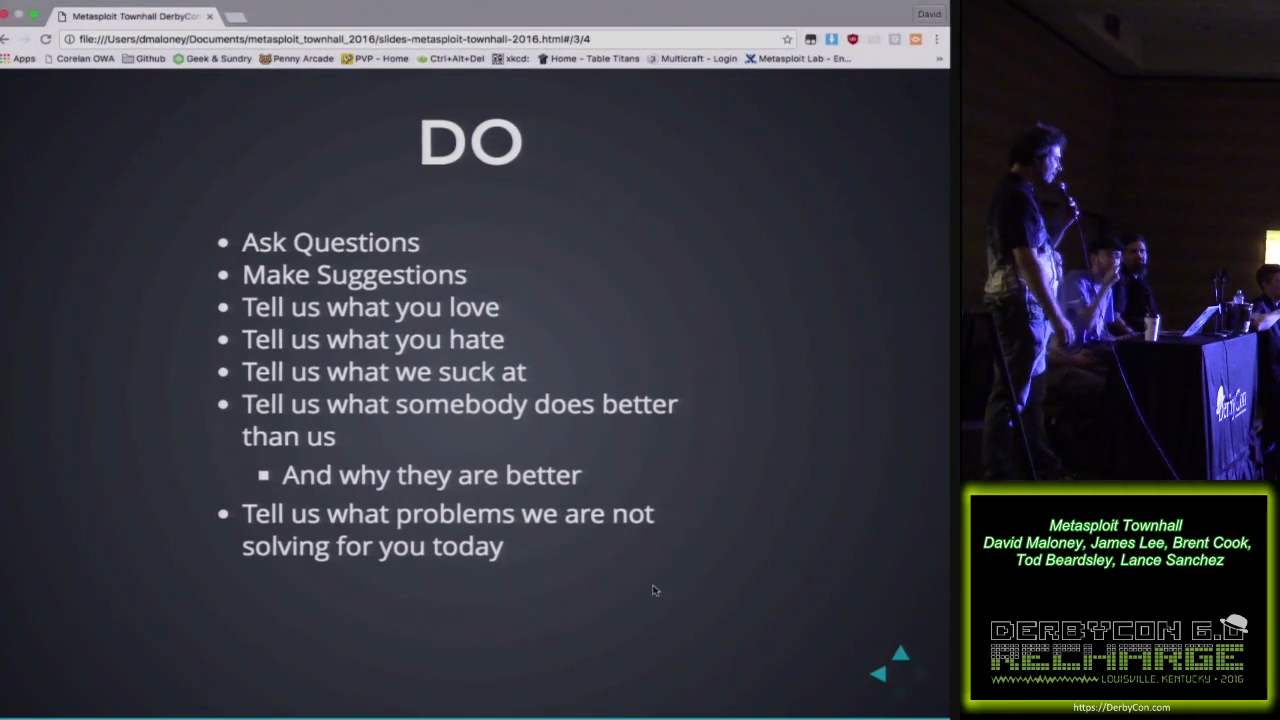 Metasploit Townhall DerbyCon
David
file:///Users/dmaloney/Documents/metasploit_townhall_2016/slides-metasploit-townhall-2016.html#/3/4
Apps Corelan OWA Github Geek & Sundry Penny Arcade PVP - Home Ctrl+Alt+Del xkcd: Home - Table Titans Multicraft - Login Metasploit Lab - En...
DO
Ask Questions
Make Suggestions
Tell us what you love
Tell us what you hate
Tell us what we suck at
Tell us what somebody does better
than us
And why they are better
Tell us what problems we are not
solving for you today
DerbyCon
Metasploit Townhall
David Maloney, James Lee, Brent Cook,
Tod Beardsley, Lance Sanchez
DERBYCON 6.0
RECHARGE
LOUISVILLE, KENTUCKY • 2016
https://DerbyCon.com